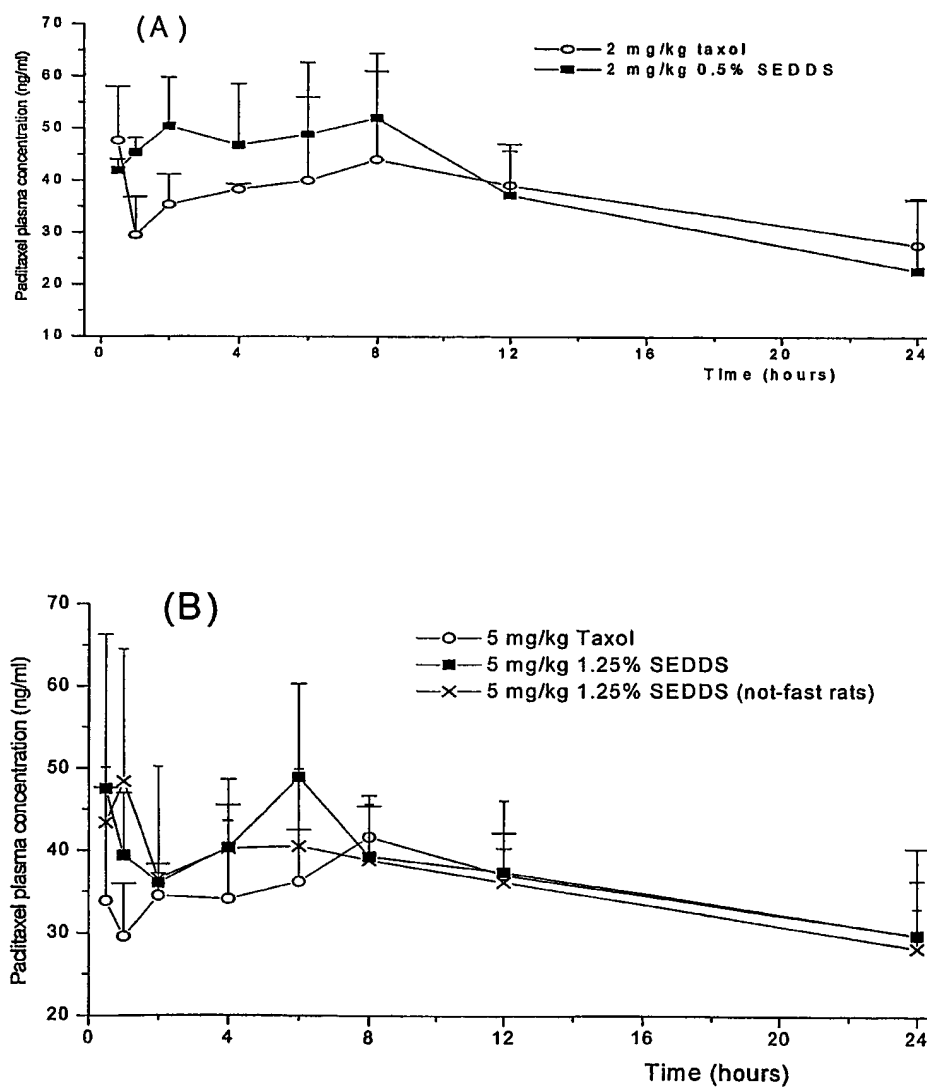 (A)
2 mg/kg taxol
2 mg/kg 0.5% SEDDS
Paclitaxel plasma concentration (ng/ml)
70
60
50
40
30
20
10
0
4
8
12
16
20
24
Time (hours)
(B)
5 mg/kg Taxol
5 mg/kg 1.25% SEDDS
5 mg/kg 1.25% SEDDS (not-fast rats)
Paclitaxel plasma concentration (ng/ml)
70
60
50
40
30
20
0
4
8
12
16
20
24
Time (hours)